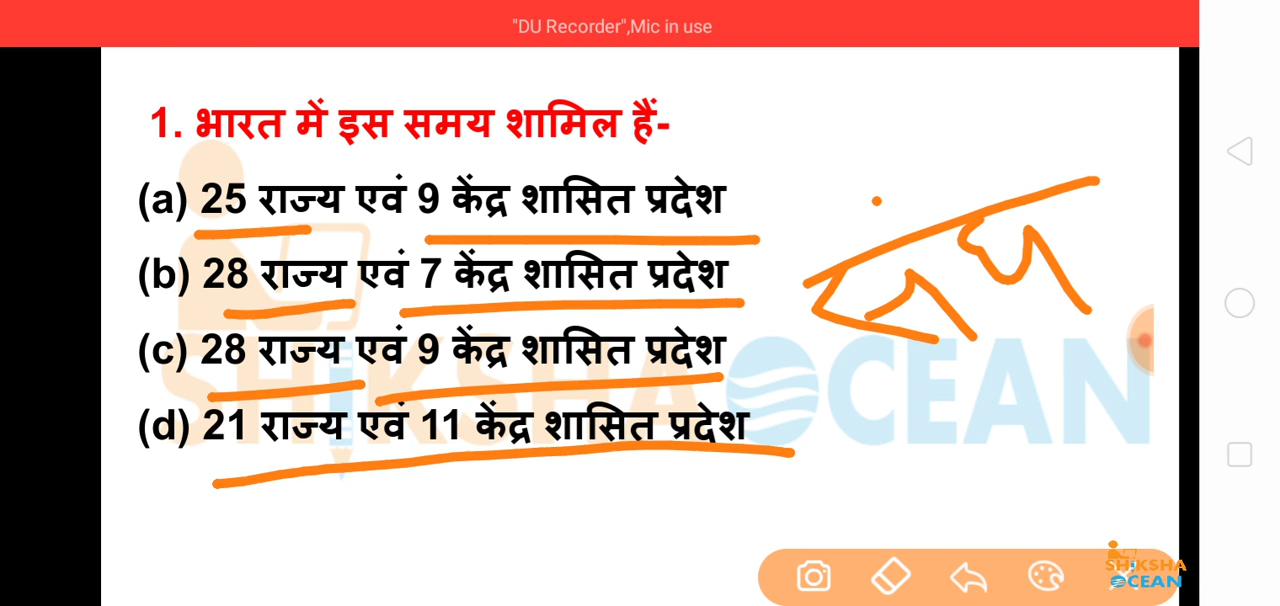 "DU Recorder",Mic in use
1. भारत में इस समय शामिल हैं-
(a) 25 राज्य एवं 9 केंद्र शासित प्रदेश
(b) 28 राज्य एवं 7 केंद्र शासित प्रदेश
(c) 28 राज्य एवं 9 केंद्र शासित प्रदेश
(d) 21 राज्य एवं 11 केंद्र शासित प्रदेश
SHIKSHA
OCEAN
SHIKSHA
OCEAN